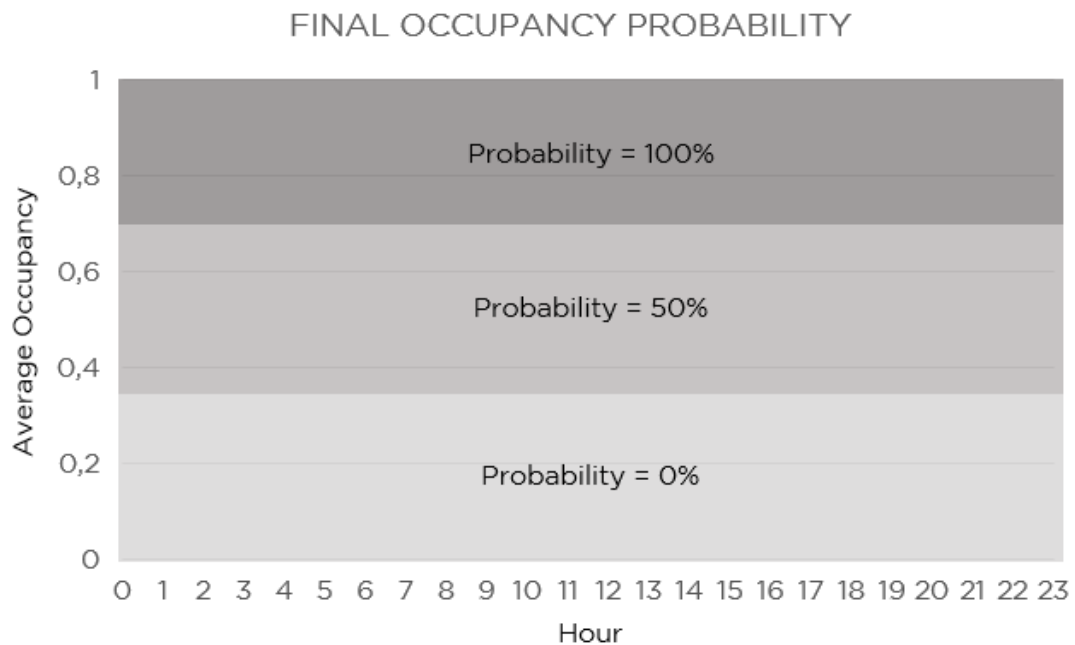 FINAL OCCUPANCY PROBABILITY
1
Probability = 100%
0,8
0,6
Probability = 50%
0,4
0,2
Probability = 0%
0
Average Occupancy
0 1 2 3 4 5 6 7 8 9 10 11 12 13 14 15 16 17 18 19 20 21 22 23
Hour